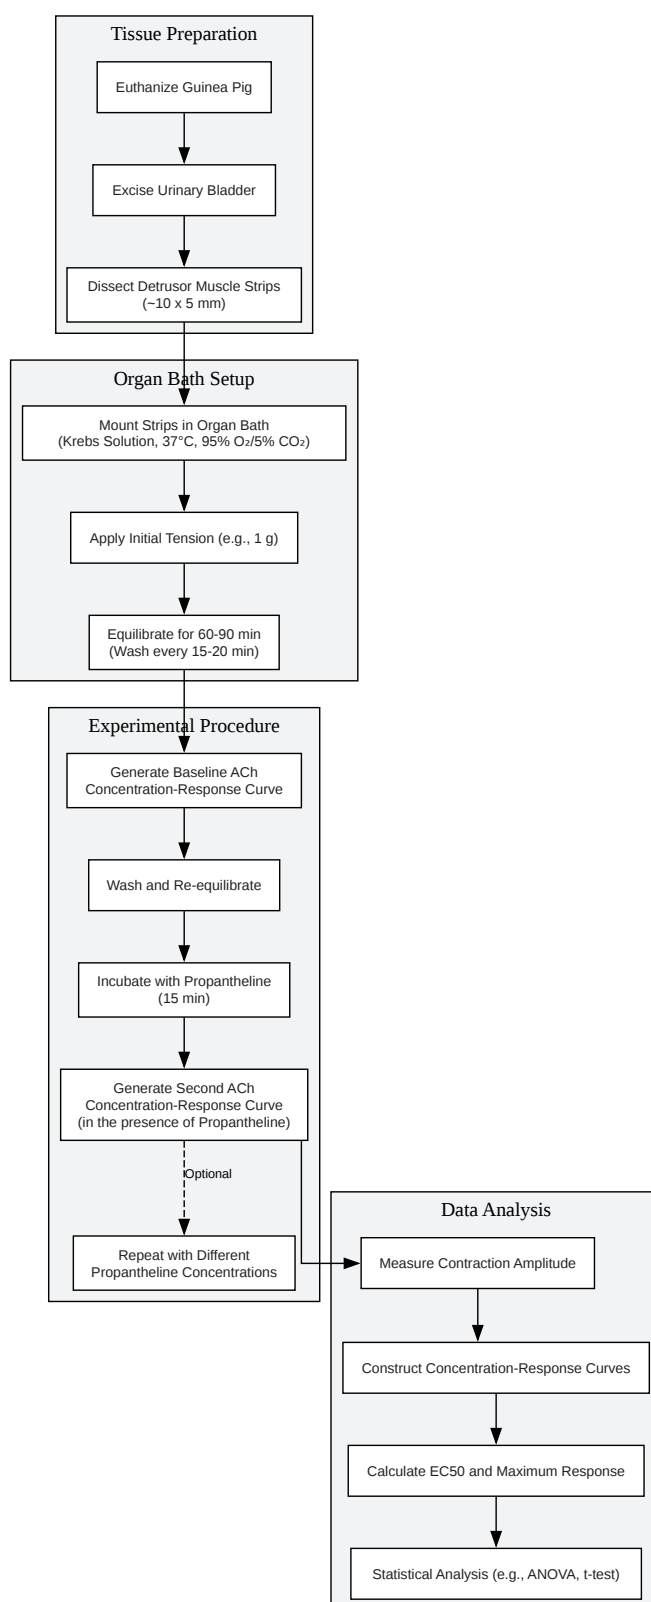 Tissue Preparation
Euthanize Guinea Pig
Excise Urinary Bladder
Dissect Detrusor Muscle Strips
(~10 x 5 mm)
Organ Bath Setup
Mount Strips in Organ Bath
(Krebs Solution, 37°C, 95% O₂/5% CO₂)
Apply Initial Tension (e.g., 1 g)
Equilibrate for 60-90 min
(Wash every 15-20 min)
Experimental Procedure
Generate Baseline ACh
Concentration-Response Curve
Wash and Re-equilibrate
Incubate with Propantheline
(15 min)
Generate Second ACh
Concentration-Response Curve
(in the presence of Propantheline)
Optional
Repeat with Different
Propantheline Concentrations
Data Analysis
Measure Contraction Amplitude
Construct Concentration-Response Curves
Calculate EC50 and Maximum Response
Statistical Analysis (e.g., ANOVA, t-test)